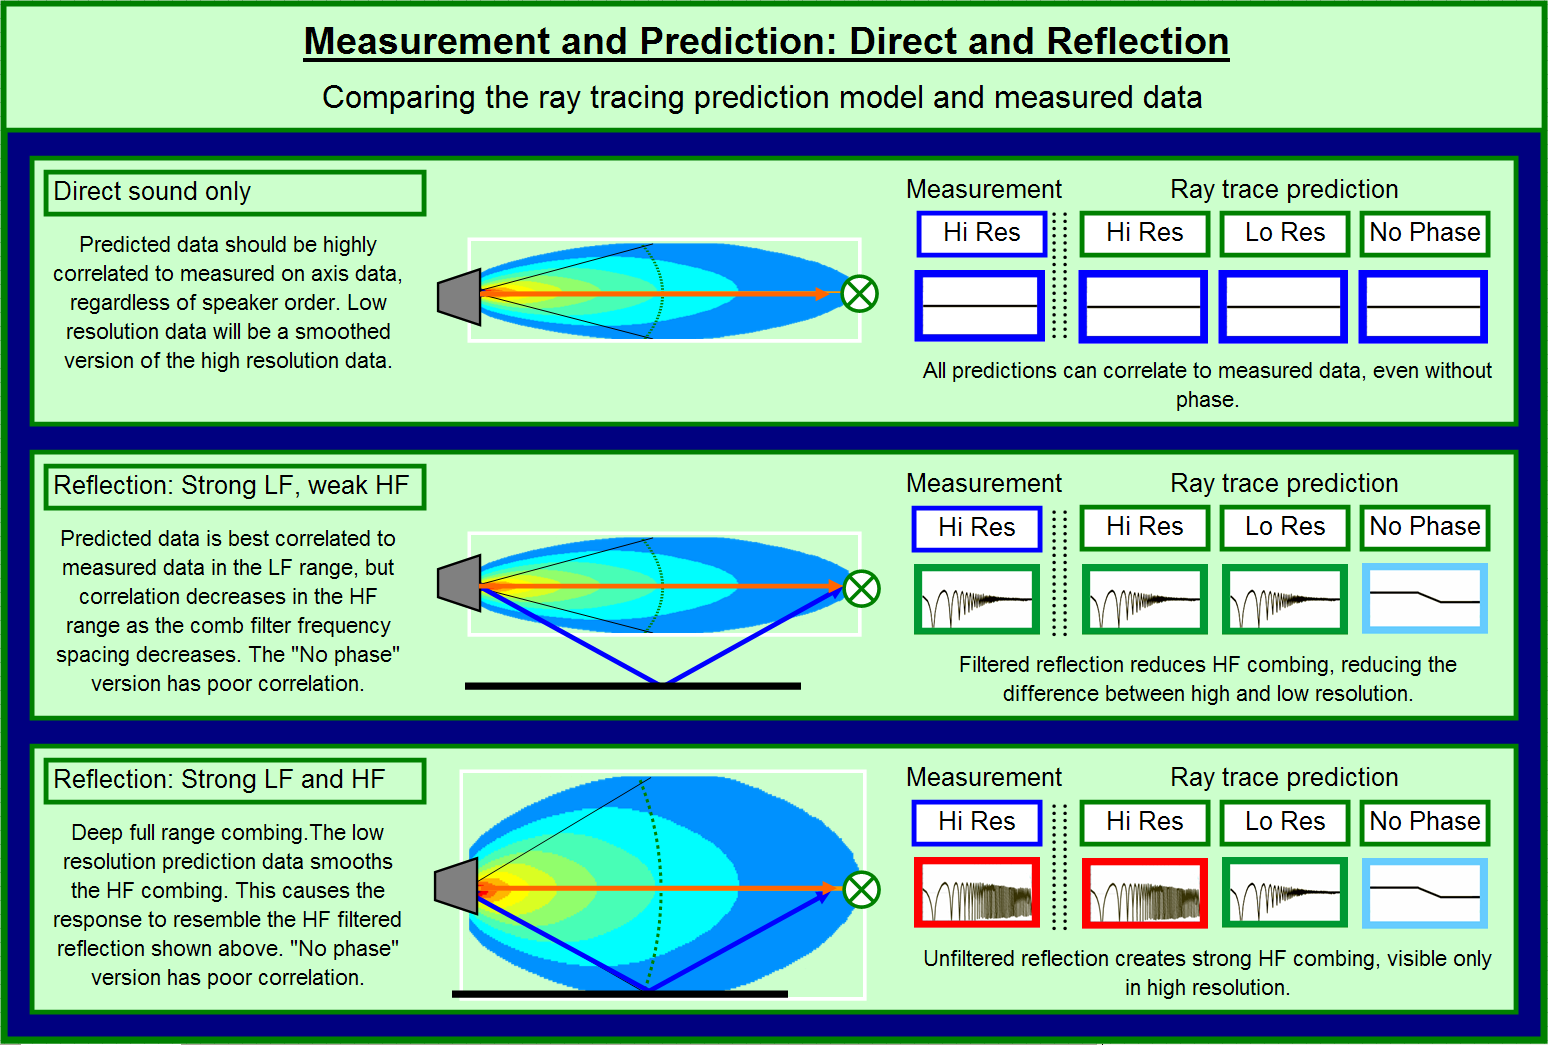 Measurement and Prediction: Direct and Reflection
Comparing the ray tracing prediction model and measured data
Direct sound only
Predicted data should be highly
correlated to measured on axis data,
regardless of speaker order. Low
resolution data will be a smoothed
version of the high resolution data.
Measurement
Ray trace prediction
Hi Res
Hi Res
Lo Res
No Phase
All predictions can correlate to measured data, even without
phase.
Reflection: Strong LF, weak HF
Predicted data is best correlated to
measured data in the LF range, but
correlation decreases in the HF
range as the comb filter frequency
spacing decreases. The "No phase"
version has poor correlation.
Measurement
Ray trace prediction
Hi Res
Hi Res
Lo Res
No Phase
Filtered reflection reduces HF combing, reducing the
difference between high and low resolution.
Reflection: Strong LF and HF
Deep full range combing.The low
resolution prediction data smooths
the HF combing. This causes the
response to resemble the HF filtered
reflection shown above. "No phase"
version has poor correlation.
Measurement
Ray trace prediction
Hi Res
Hi Res
Lo Res
No Phase
Unfiltered reflection creates strong HF combing, visible only
in high resolution.